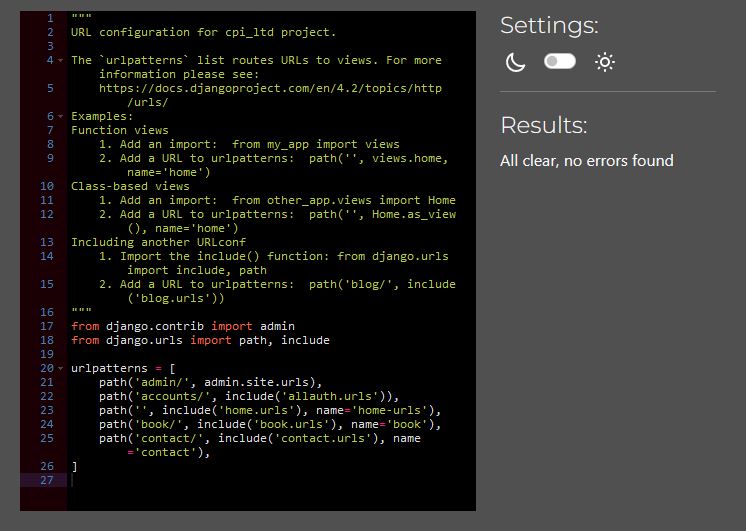 1 """
2 URL configuration for cpi_ltd project.
3
4 The `urlpatterns` list routes URLs to views. For more
information please see:
5 https://docs.djangoproject.com/en/4.2/topics/http
/urls/
6 Examples:
7 Function views
8 1. Add an import:  from my_app import views
9 2. Add a URL to urlpatterns:  path('', views.home,
name='home')
10 Class-based views
11 1. Add an import:  from other_app.views import Home
12 2. Add a URL to urlpatterns:  path('', Home.as_view
(), name='home')
13 Including another URLconf
14 1. Import the include() function: from django.urls
import include, path
15 2. Add a URL to urlpatterns:  path('blog/', include
('blog.urls'))
16 """
17 from django.contrib import admin
18 from django.urls import path, include
19
20 urlpatterns = [
21 path('admin/', admin.site.urls),
22 path('accounts/', include('allauth.urls')),
23 path('', include('home.urls'), name='home-urls'),
24 path('book/', include('book.urls'), name='book'),
25 path('contact/', include('contact.urls'), name
='contact'),
26 ]
27
Settings:
Results:
All clear, no errors found